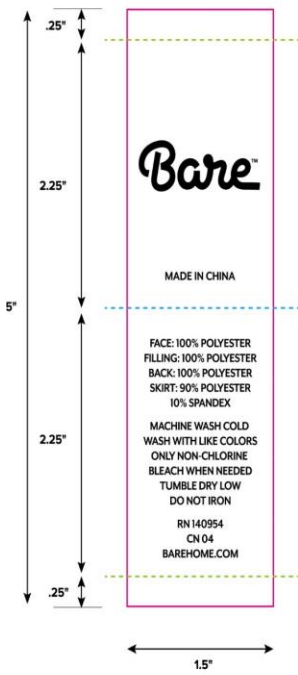 .25"
2.25"
Bare™
MADE IN CHINA
5"
FACE: 100% POLYESTER
FILLING: 100% POLYESTER
BACK: 100% POLYESTER
SKIRT: 90% POLYESTER
10% SPANDEX
MACHINE WASH COLD
WASH WITH LIKE COLORS
ONLY NON-CHLORINE
BLEACH WHEN NEEDED
TUMBLE DRY LOW
DO NOT IRON
2.25"
RN 140954
CN 04
BAREHOME.COM
.25"
1.5"